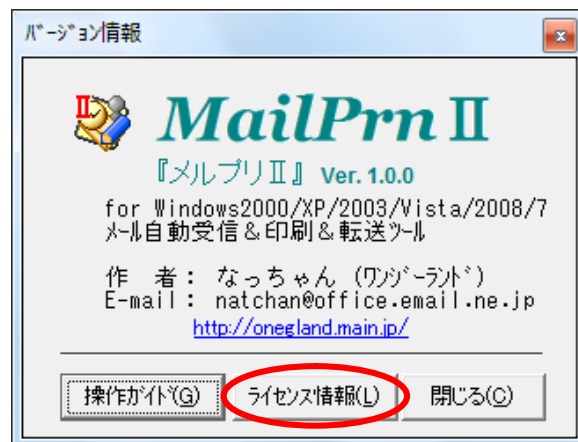 バージョン情報
MailPrn II
『メルプリⅡ』 Ver. 1.0.0
for Windows2000/XP/2003/Vista/2008/7
メール自動受信&印刷&転送ツール
作 者： なっちゃん (ワンジーランド)
E-mail： natchan@office.email.ne.jp
http://onegland.main.jp/
操作ガイド(G) ライセンス情報(L) 閉じる(C)